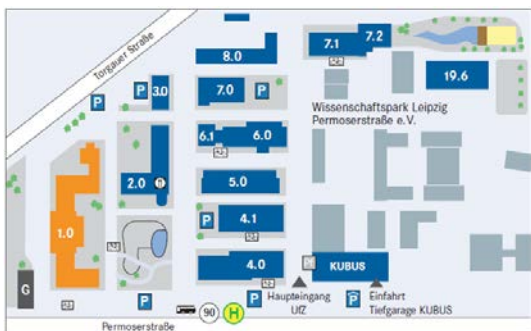 Torgauer Straße
8.0
7.1
7.2
P
3.0
7.0
P
19.6
P
Wissenschaftspark Leipzig
Permoserstraße e.V.
6.1
6.0
2.0
5.0
1.0
P
4.1
4.0
KUBUS
G
P
90
H
P
Haupteingang
UfZ
P
Einfahrt
Tiefgarage KUBUS
Permoserstraße